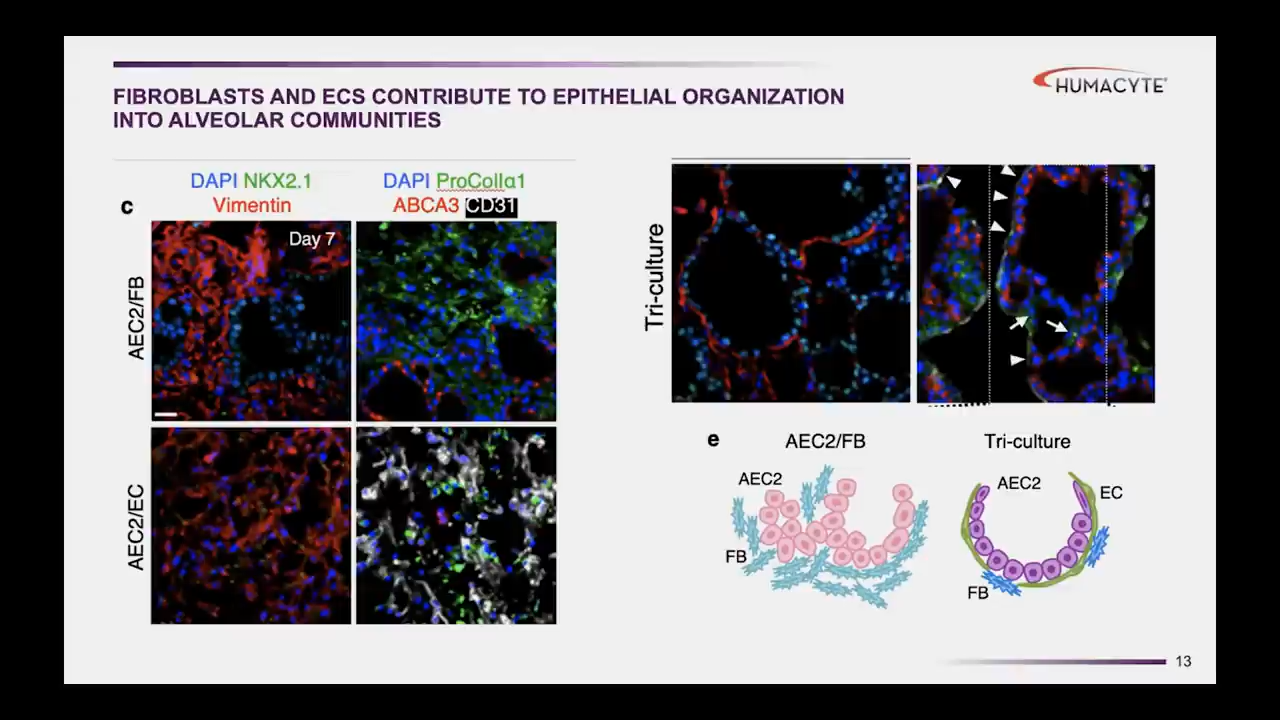 FIBROBLASTS AND ECS CONTRIBUTE TO EPITHELIAL ORGANIZATION
INTO ALVEOLAR COMMUNITIES
HUMACYTE
c
DAPI NKX2.1
Vimentin
DAPI ProCollα1
ABCA3 CD31
Day 7
AEC2/FB
AEC2/EC
Tri-culture
e
AEC2/FB
Tri-culture
AEC2
FB
AEC2
EC
FB
13